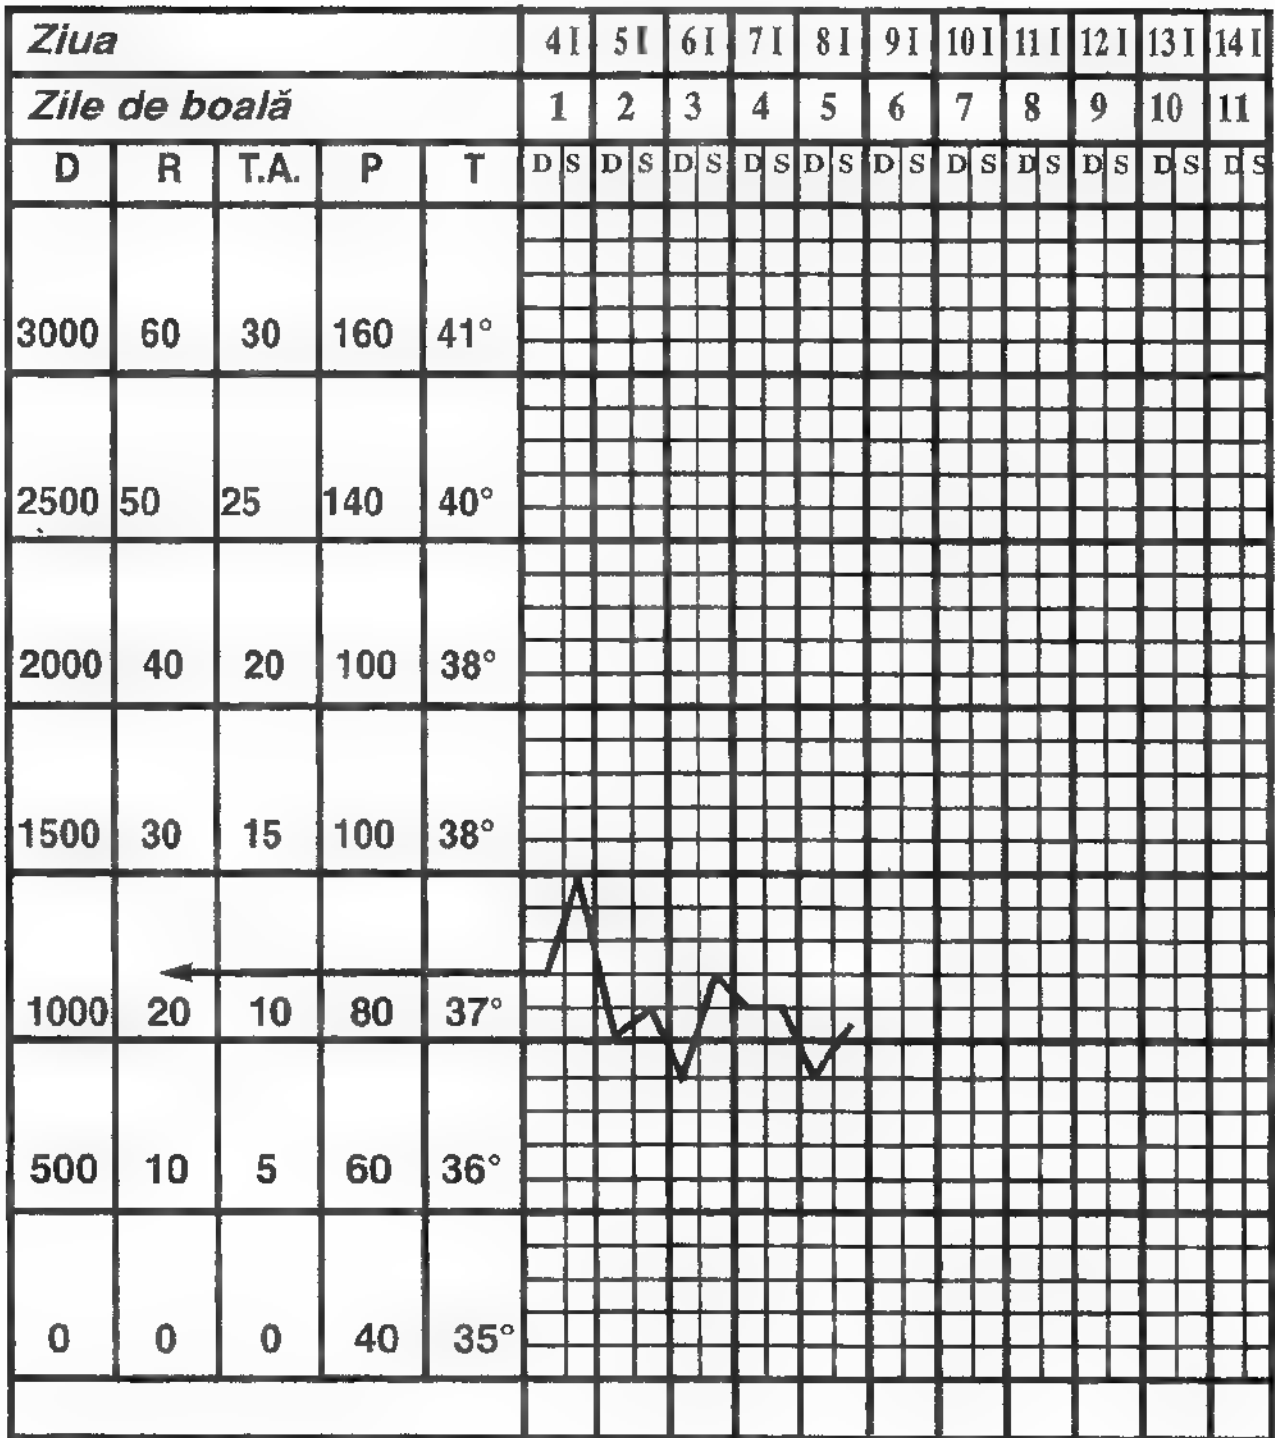 Ziua 4 I 5 I 6 I 7 I 8 I 9 I 10 I 11 I 12 I 13 I 14 I
Zile de boală 1 2 3 4 5 6 7 8 9 10 11
D R T.A. P T D S D S D S D S D S D S D S D S D S D S D S
3000 60 30 160 41°
2500 50 25 140 40°
2000 40 20 100 38°
1500 30 15 100 38°
1000 20 10 80 37°
500 10 5 60 36°
0 0 0 40 35°